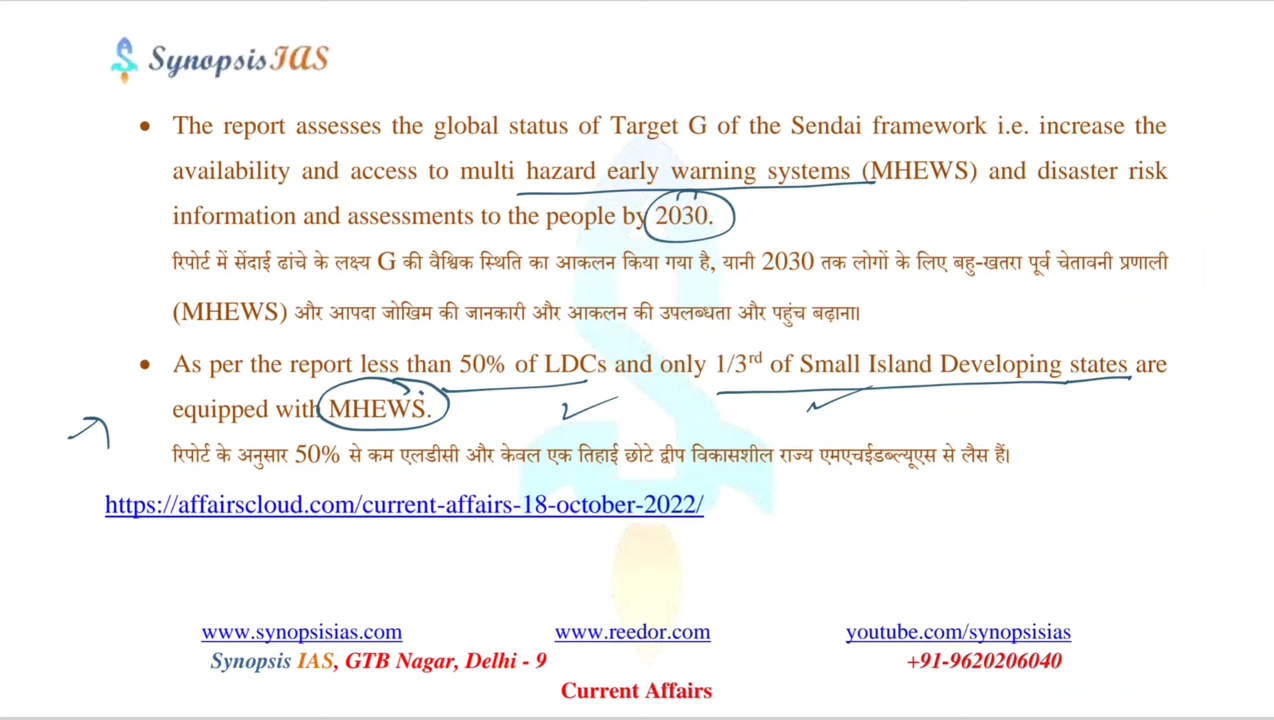 Synopsis IAS
• The report assesses the global status of Target G of the Sendai framework i.e. increase the
availability and access to multi hazard early warning systems (MHEWS) and disaster risk
information and assessments to the people by 2030.
रिपोर्ट में सेंदाई ढांचे के लक्ष्य G की वैश्विक स्थिति का आकलन किया गया है, यानी 2030 तक लोगों के लिए बहु-खतरा पूर्व चेतावनी प्रणाली
(MHEWS) और आपदा जोखिम की जानकारी और आकलन की उपलब्धता और पहुंच बढ़ाना।
• As per the report less than 50% of LDCs and only 1/3rd of Small Island Developing states are
equipped with MHEWS.
रिपोर्ट के अनुसार 50% से कम एलडीसी और केवल एक तिहाई छोटे द्वीप विकासशील राज्य एमएचईडब्ल्यूएस से लैस हैं।
https://affairscloud.com/current-affairs-18-october-2022/
www.synopsisias.com www.reedor.com youtube.com/synopsisias
Synopsis IAS, GTB Nagar, Delhi - 9 +91-9620206040
Current Affairs